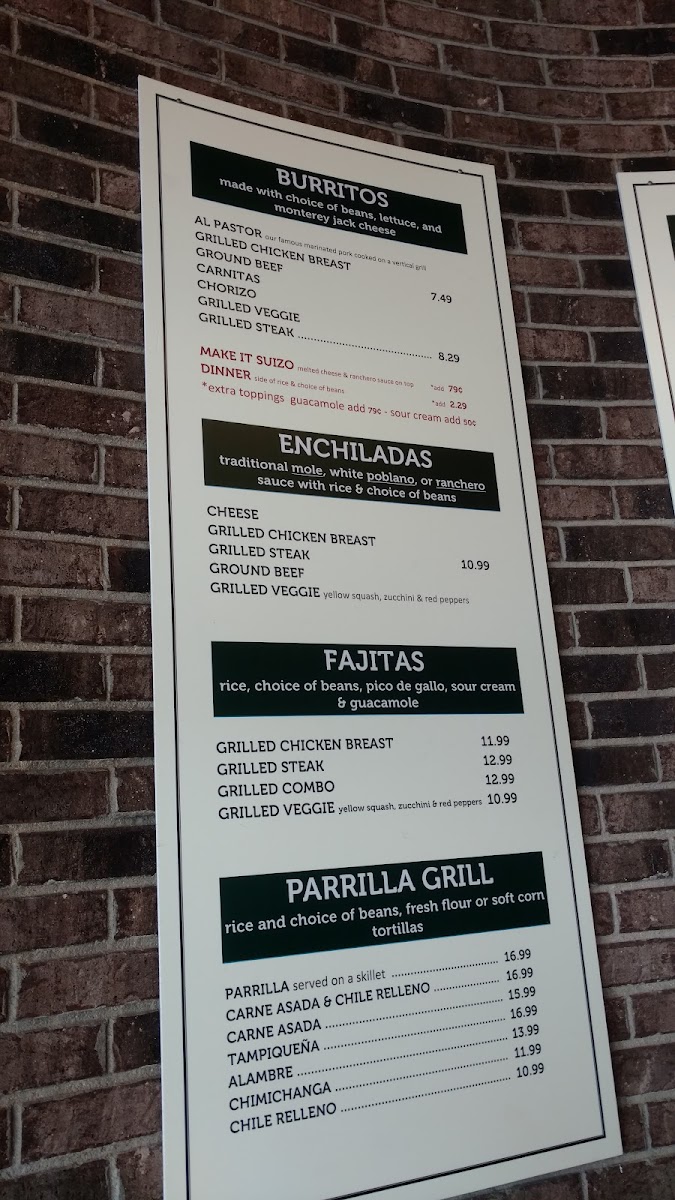 BURRITOS
made with choice of beans, lettuce, and
monterey jack cheese
AL PASTOR our famous marinated pork cooked on a vertical grill
GRILLED CHICKEN BREAST
GROUND BEEF 7.49
CARNITAS
CHORIZO
GRILLED VEGGIE
GRILLED STEAK ........................................ 8.29
MAKE IT SUIZO melted cheese & ranchero sauce on top *add 79¢
DINNER side of rice & choice of beans *add 2.29
*extra toppings guacamole add 79¢ - sour cream add 50¢
ENCHILADAS
traditional mole, white poblano, or ranchero
sauce with rice & choice of beans
CHEESE
GRILLED CHICKEN BREAST
GRILLED STEAK 10.99
GROUND BEEF
GRILLED VEGGIE yellow squash, zucchini & red peppers
FAJITAS
rice, choice of beans, pico de gallo, sour cream
& guacamole
GRILLED CHICKEN BREAST 11.99
GRILLED STEAK 12.99
GRILLED COMBO 12.99
GRILLED VEGGIE yellow squash, zucchini & red peppers 10.99
PARRILLA GRILL
rice and choice of beans, fresh flour or soft corn
tortillas
PARRILLA served on a skillet ................................ 16.99
CARNE ASADA & CHILE RELLENO .................... 16.99
CARNE ASADA ........................................ 15.99
TAMPIQUEÑA ........................................ 16.99
ALAMBRE ........................................ 13.99
CHIMICHANGA ........................................ 11.99
CHILE RELLENO ........................................ 10.99